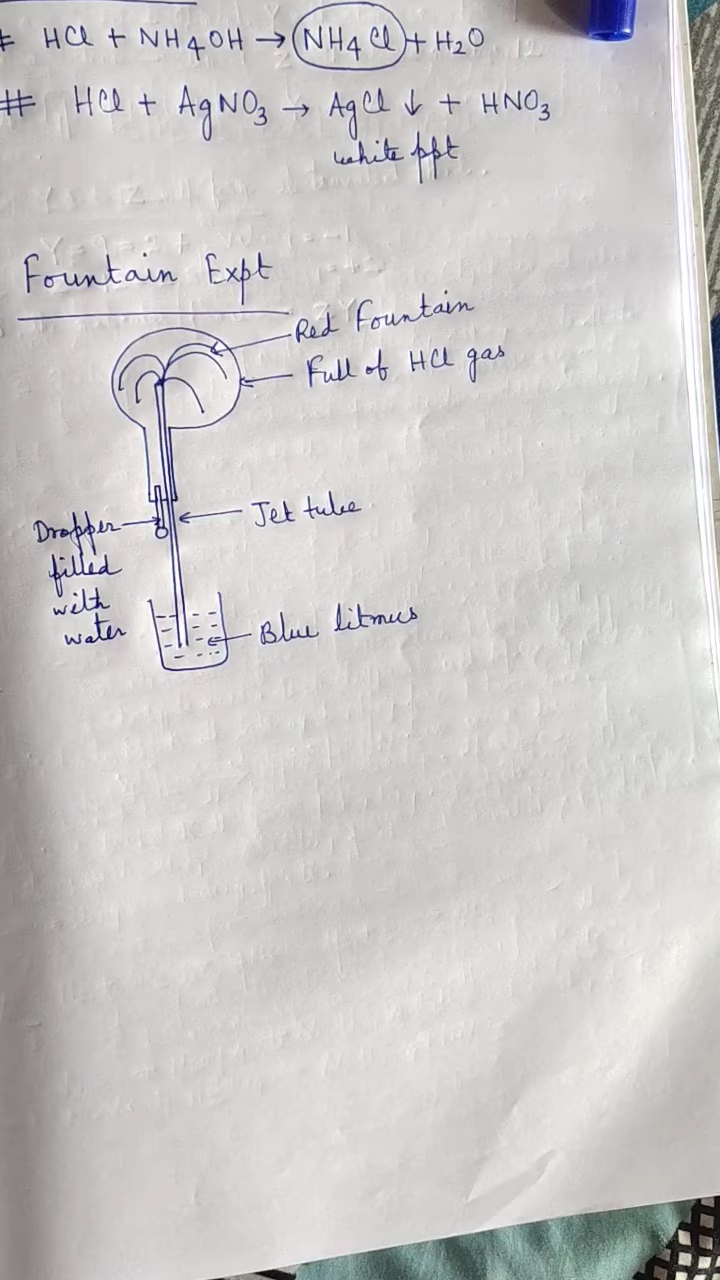 # HCl + NH4OH → NH4Cl + H2O
# HCl + AgNO3 → AgCl ↓ + HNO3
white ppt
Fountain Expt
Red Fountain
Full of HCl gas
Jet tube
Dropper
filled
with
water
Blue litmus